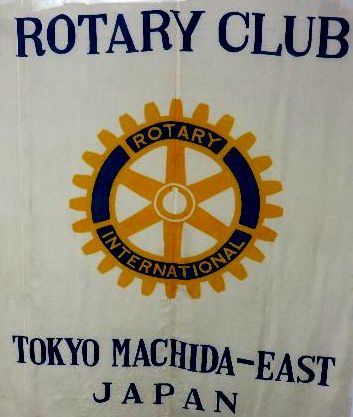 ROTARY CLUB
ROTARY
INTERNATIONAL
TOKYO MACHIDA-EAST
JAPAN